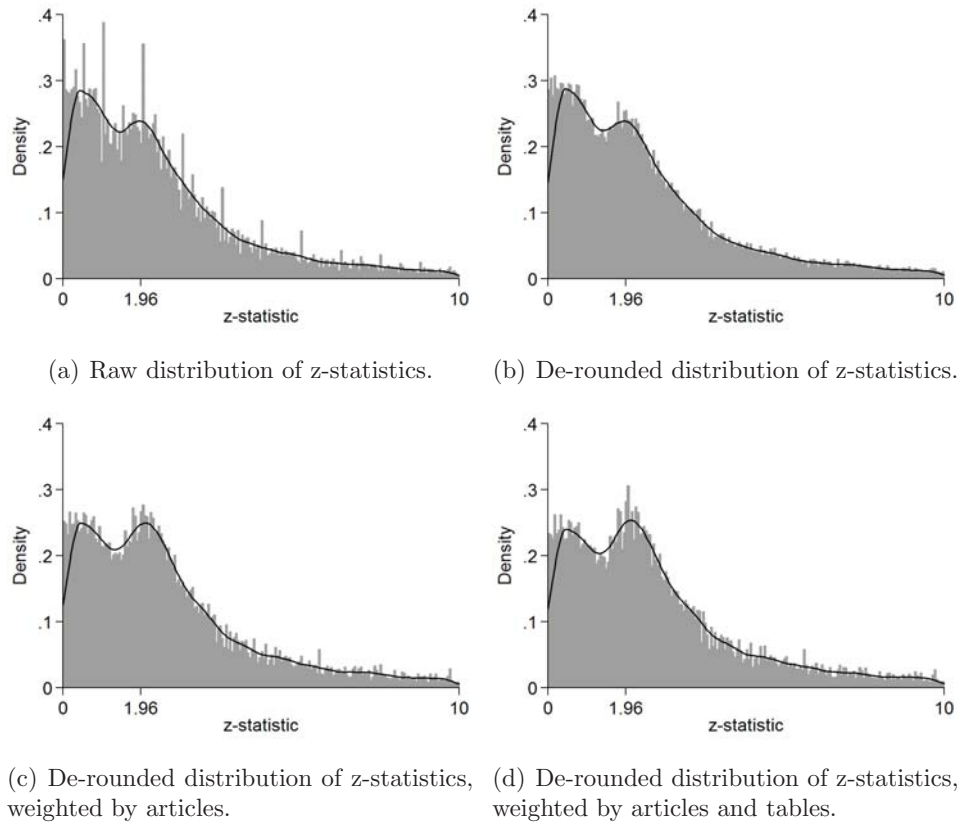 .4
.3
.2
.1
0
Density
0 1.96 10
z-statistic
(a) Raw distribution of z-statistics.
.4
.3
.2
.1
0
Density
0 1.96 10
z-statistic
(b) De-rounded distribution of z-statistics.
.4
.3
.2
.1
0
Density
0 1.96 10
z-statistic
(c) De-rounded distribution of z-statistics,
weighted by articles.
.4
.3
.2
.1
0
Density
0 1.96 10
z-statistic
(d) De-rounded distribution of z-statistics,
weighted by articles and tables.